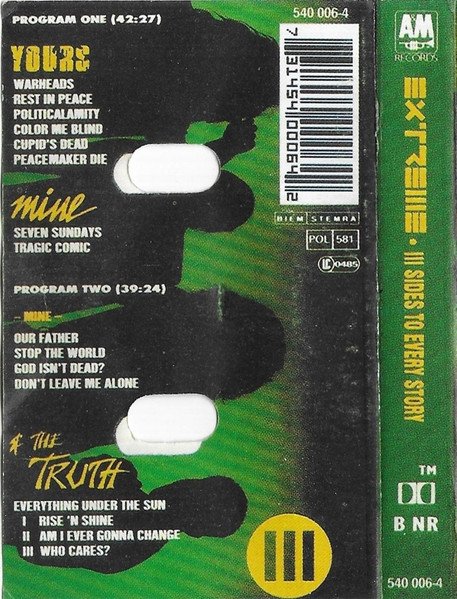 PROGRAM ONE (42:27)
540 006-4
YOURS
WARHEADS
REST IN PEACE
POLITICALAMITY
COLOR ME BLIND
CUPID'S DEAD
PEACEMAKER DIE
mine
SEVEN SUNDAYS
TRAGIC COMIC
7 31454 00064 2
BIEM STEMRA
POL 581
LC 0485
PROGRAM TWO (39:24)
- MINE -
OUR FATHER
STOP THE WORLD
GOD ISN'T DEAD?
DON'T LEAVE ME ALONE
& THE
TRUTH
EVERYTHING UNDER THE SUN
I RISE 'N SHINE
II AM I EVER GONNA CHANGE
III WHO CARES?
III
A&M
RECORDS
EXTREME • III SIDES TO EVERY STORY
TM
B NR
540 006-4